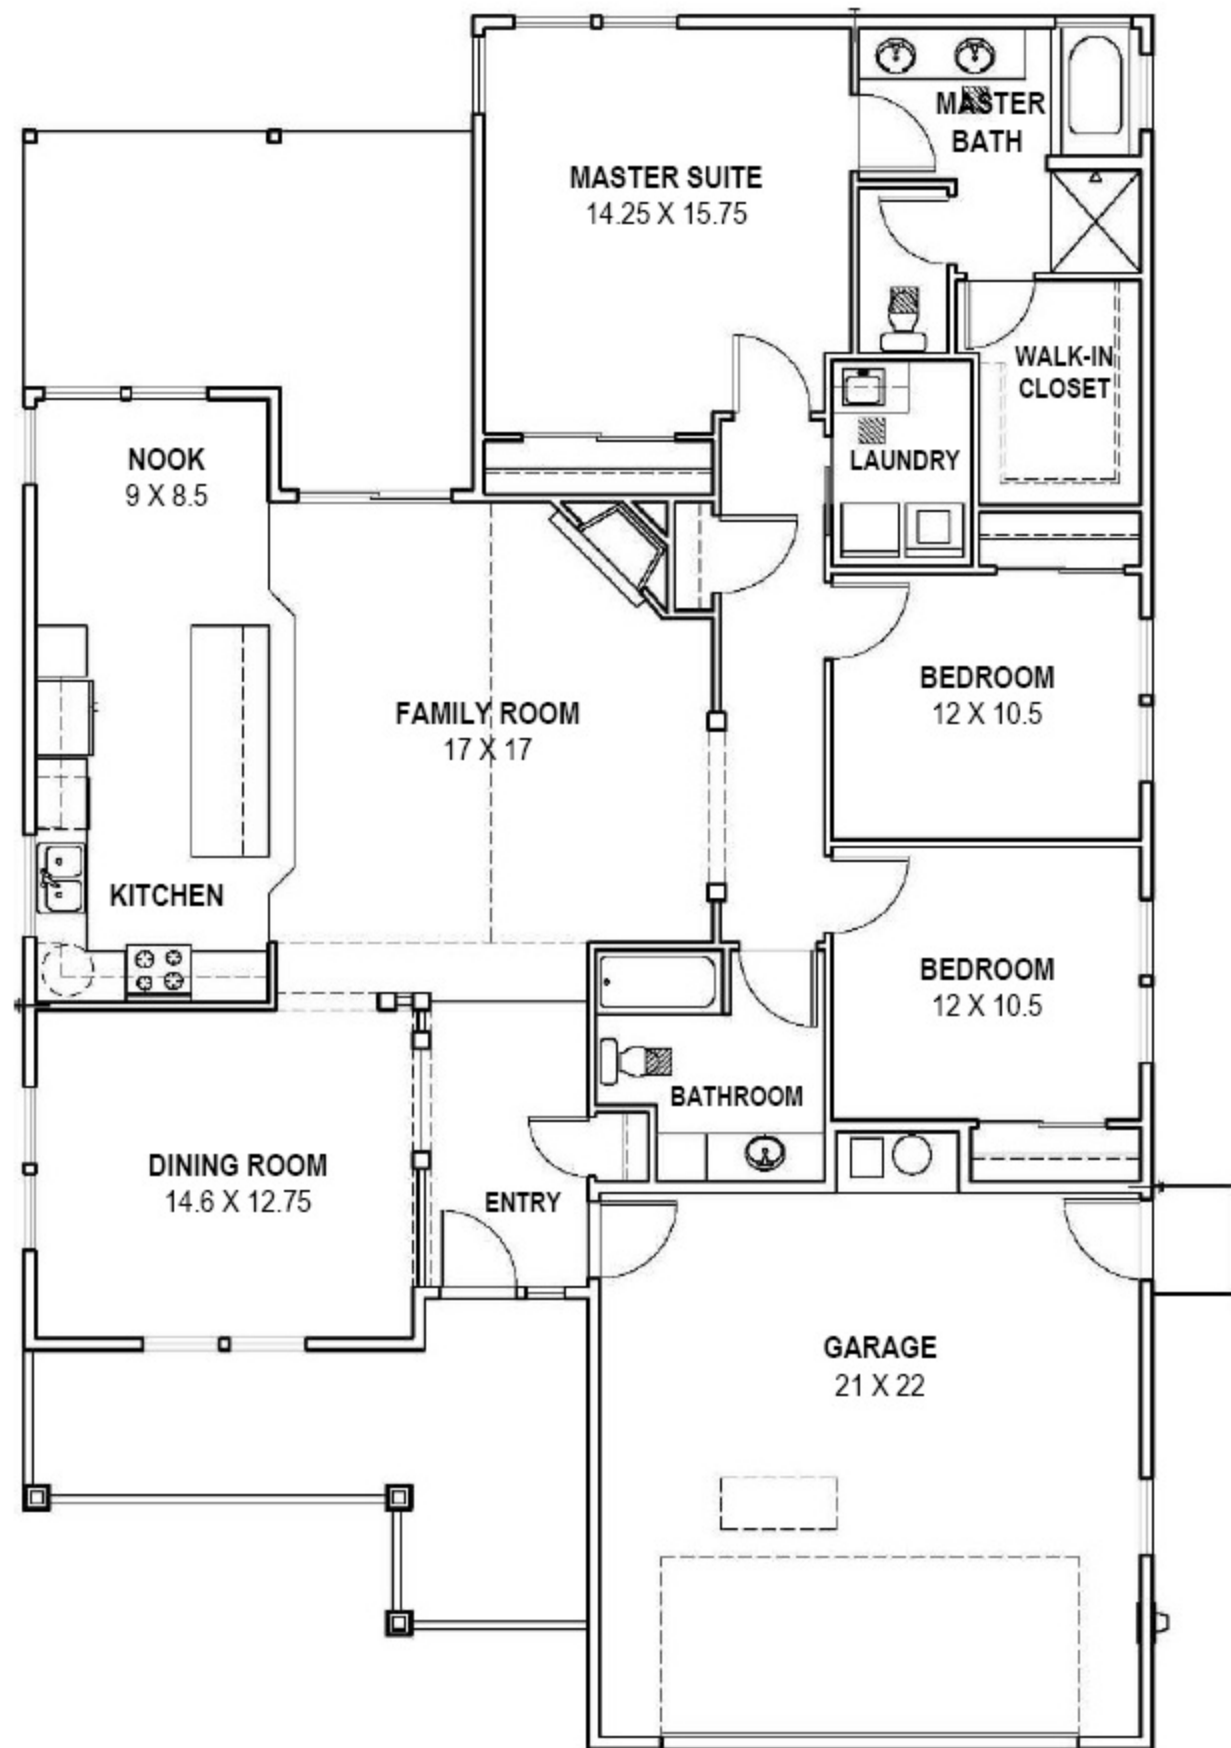 MASTER
BATH
MASTER SUITE
14.25 X 15.75
WALK-IN
CLOSET
NOOK
9 X 8.5
LAUNDRY
BEDROOM
12 X 10.5
FAMILY ROOM
17 X 17
KITCHEN
BEDROOM
12 X 10.5
BATHROOM
DINING ROOM
14.6 X 12.75
ENTRY
GARAGE
21 X 22